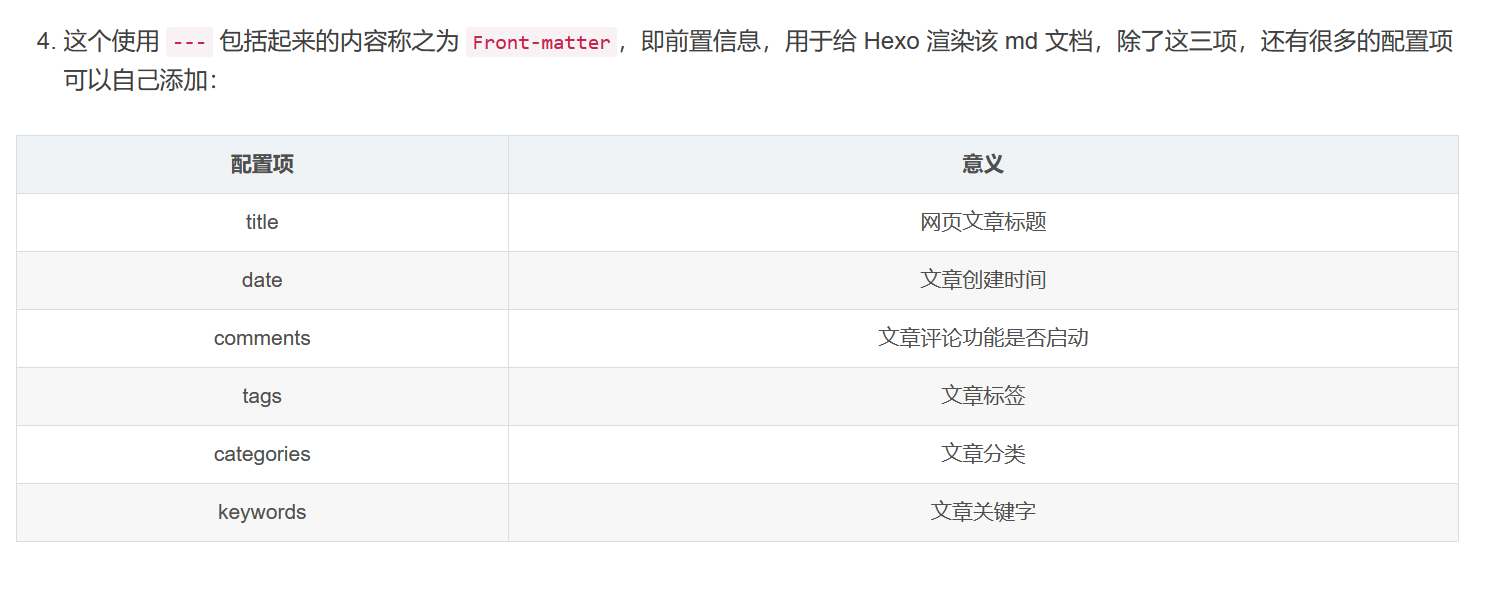 4. 这个使用 --- 包括起来的内容称之为 Front-matter，即前置信息，用于给 Hexo 渲染该 md 文档，除了这三项，还有很多的配置项
可以自己添加：
配置项 意义
title 网页文章标题
date 文章创建时间
comments 文章评论功能是否启动
tags 文章标签
categories 文章分类
keywords 文章关键字